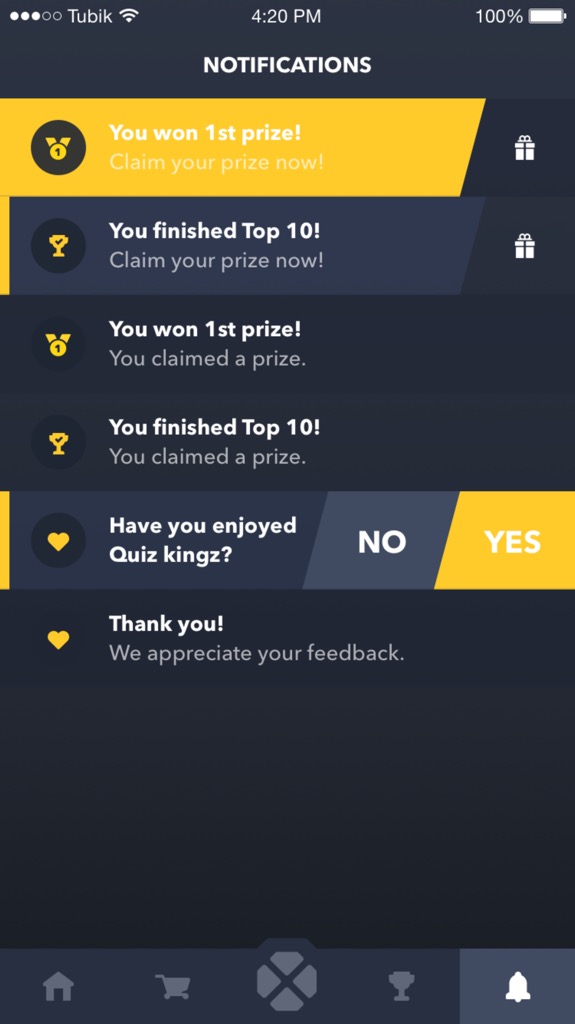 Tubik 4:20 PM 100%
NOTIFICATIONS
You won 1st prize!
Claim your prize now!
You finished Top 10!
Claim your prize now!
You won 1st prize!
You claimed a prize.
You finished Top 10!
You claimed a prize.
Have you enjoyed
Quiz kingz?
NO YES
Thank you!
We appreciate your feedback.